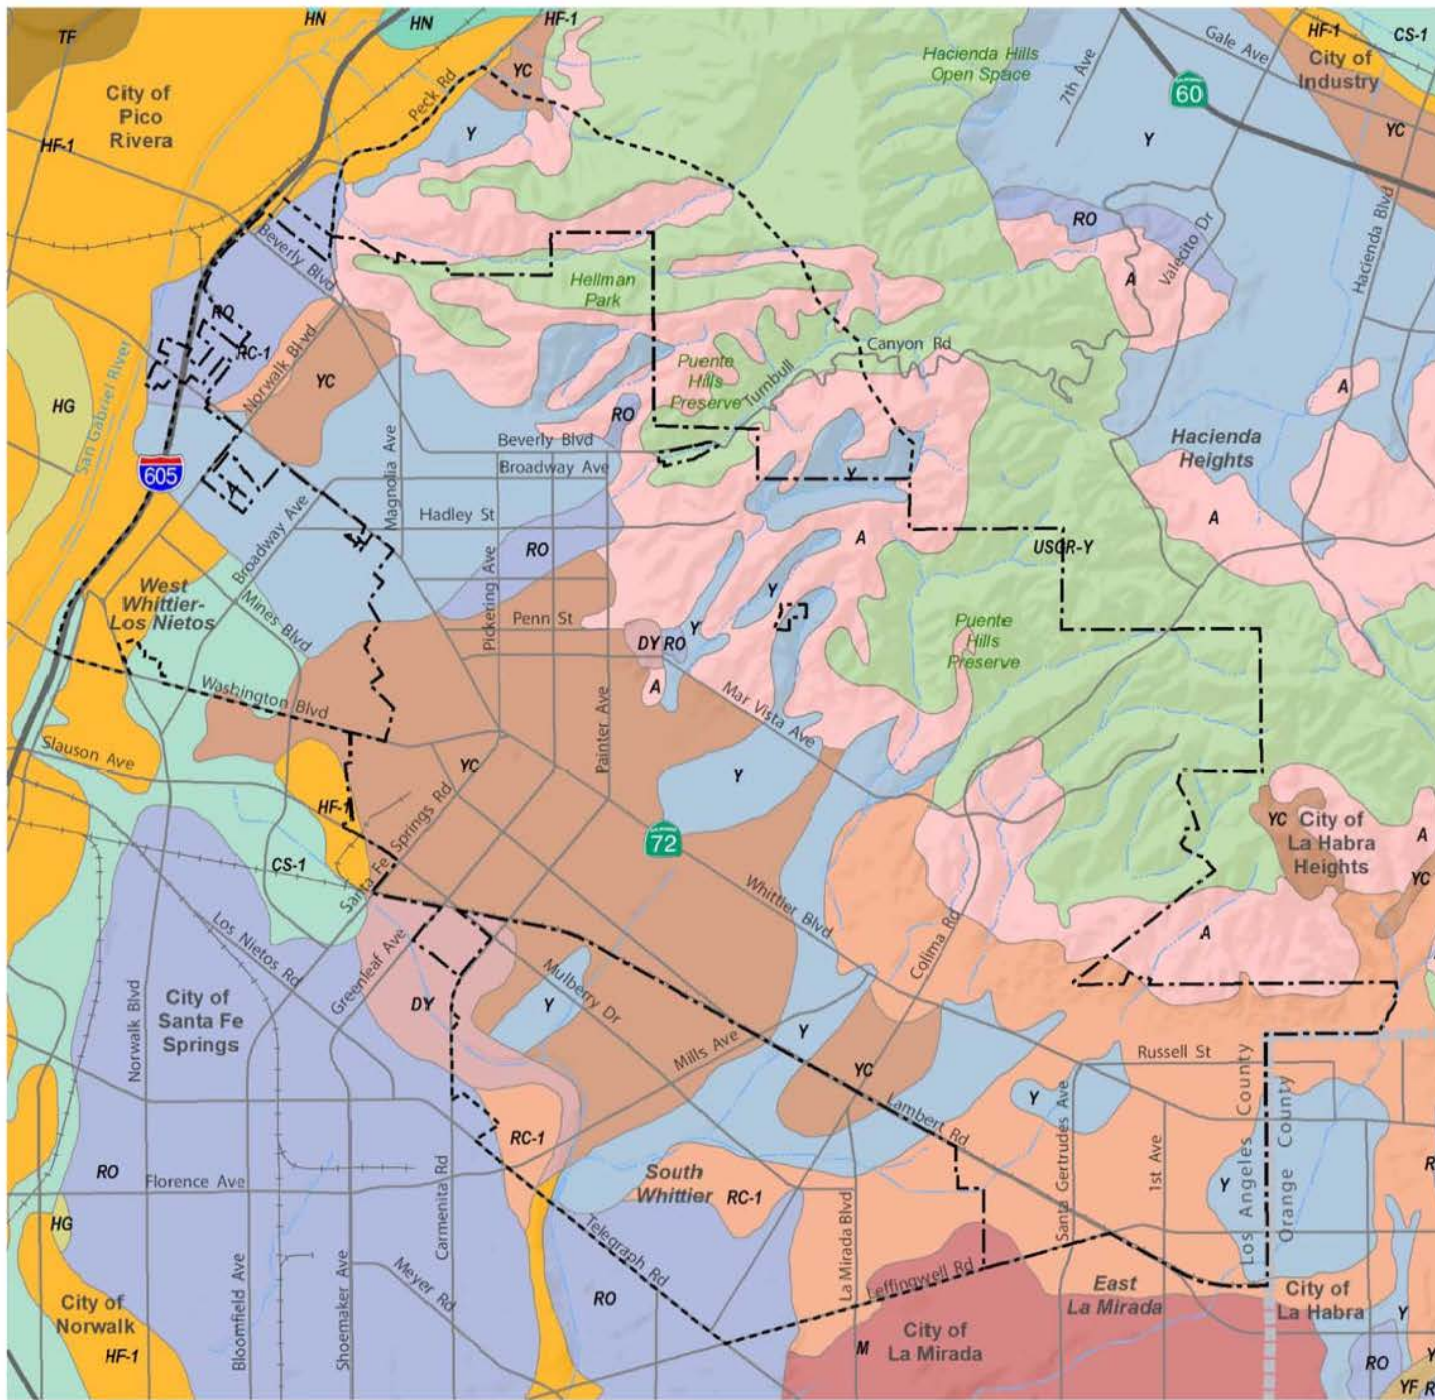 TF
HN
HN
HF-1
YC
Peck Rd
Hacienda Hills
Open Space
7th Ave
Gale Ave
HF-1
CS-1
City of
Industry
60
City of
Pico
Rivera
HF-1
Y
Y
YC
RO
Valecito Dr
Hacienda Blvd
A
Beverly Blvd
Hellman
Park
RO
RC-1
Norwalk Blvd
YC
Canyon Rd
Turnbull
Puente
Hills
Preserve
HG
San Gabriel River
A
RO
Beverly Blvd
Broadway Ave
Magnolia Ave
Hacienda
Heights
605
A
Y
Broadway Ave
Hadley St
RO
A
A
USGR-Y
West
Whittier-
Los Nietos
Mines Blvd
Pickering Ave
Penn St
Y
Y
DY
RO
Puente
Hills
Preserve
A
Washington Blvd
Painter Ave
Mar Vista Ave
Slauson Ave
YC
Y
HF-1
Santa Fe Springs Rd
72
YC
City of
La Habra
Heights
A
YC
CS-1
Whittier Blvd
Colima Rd
A
Los Nietos Rd
Greenleaf Ave
City of
Santa Fe
Springs
Norwalk Blvd
DY
Y
Mulberry Dr
Mills Ave
Y
YC
Russell St
Los Angeles County
Orange County
Lambert Rd
Y
Santa Gertrudes Ave
1st Ave
RC-1
RO
Florence Ave
South
Whittier
RC-1
Y
R
HG
Carmenita Rd
Telegraph Rd
La Mirada Blvd
Leffingwell Rd
Bloomfield Ave
Shoemaker Ave
Meyer Rd
RO
East
La Mirada
City of
La Habra
City of
Norwalk
HF-1
M
City of
La Mirada
Y
RO
Y
YF
R